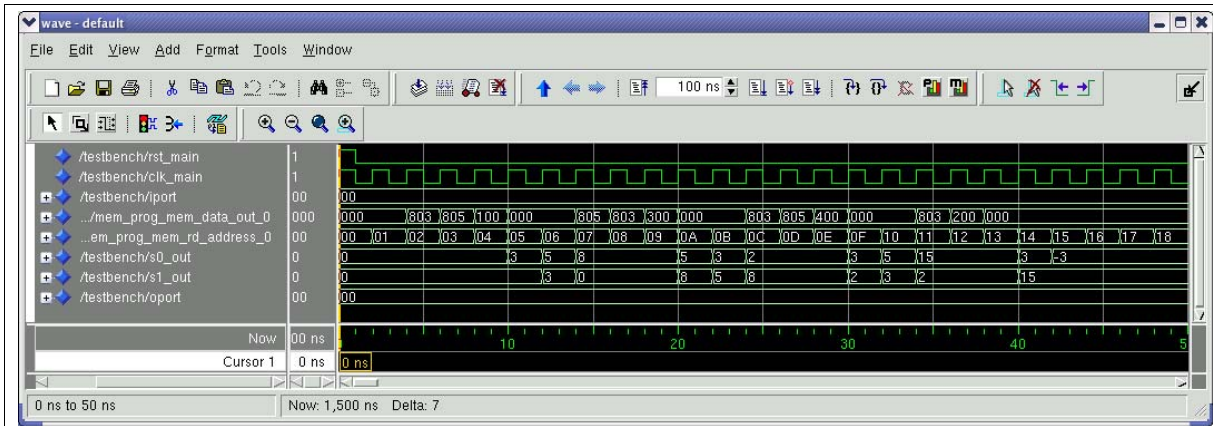 wave - default
File Edit View Add Format Tools Window
100 ns
/testbench/rst_main 1
/testbench/clk_main 1
/testbench/iport 00 00
.../mem_prog_mem_data_out_0 000 000 803 805 100 000 805 803 300 000 803 805 400 000 803 200 000
...em_prog_mem_rd_address_0 00 00 01 02 03 04 05 06 07 08 09 0A 0B 0C 0D 0E 0F 10 11 12 13 14 15 16 17 18
/testbench/s0_out 0 0 3 5 8 5 3 2 3 5 15 3 -3
/testbench/s1_out 0 0 3 0 8 5 8 2 3 2 15
/testbench/oport 00 00
Now 00 ns 10 20 30 40 5
Cursor 1 0 ns 0 ns
0 ns to 50 ns Now: 1,500 ns Delta: 7